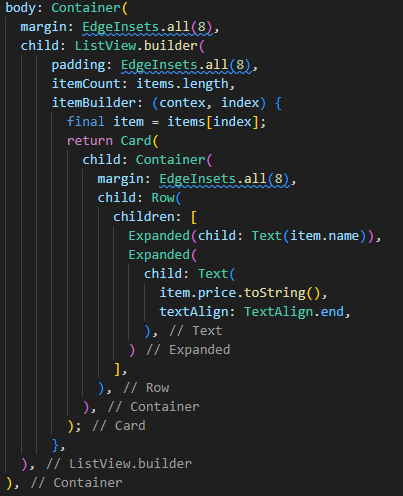 body: Container(
  margin: EdgeInsets.all(8),
  child: ListView.builder(
      padding: EdgeInsets.all(8),
      itemCount: items.length,
      itemBuilder: (contex, index) {
        final item = items[index];
        return Card(
          child: Container(
            margin: EdgeInsets.all(8),
            child: Row(
              children: [
                Expanded(child: Text(item.name)),
                Expanded(
                  child: Text(
                    item.price.toString(),
                    textAlign: TextAlign.end,
                  ), // Text
                ) // Expanded
              ],
            ), // Row
          ), // Container
        ); // Card
      },
  ), // ListView.builder
), // Container